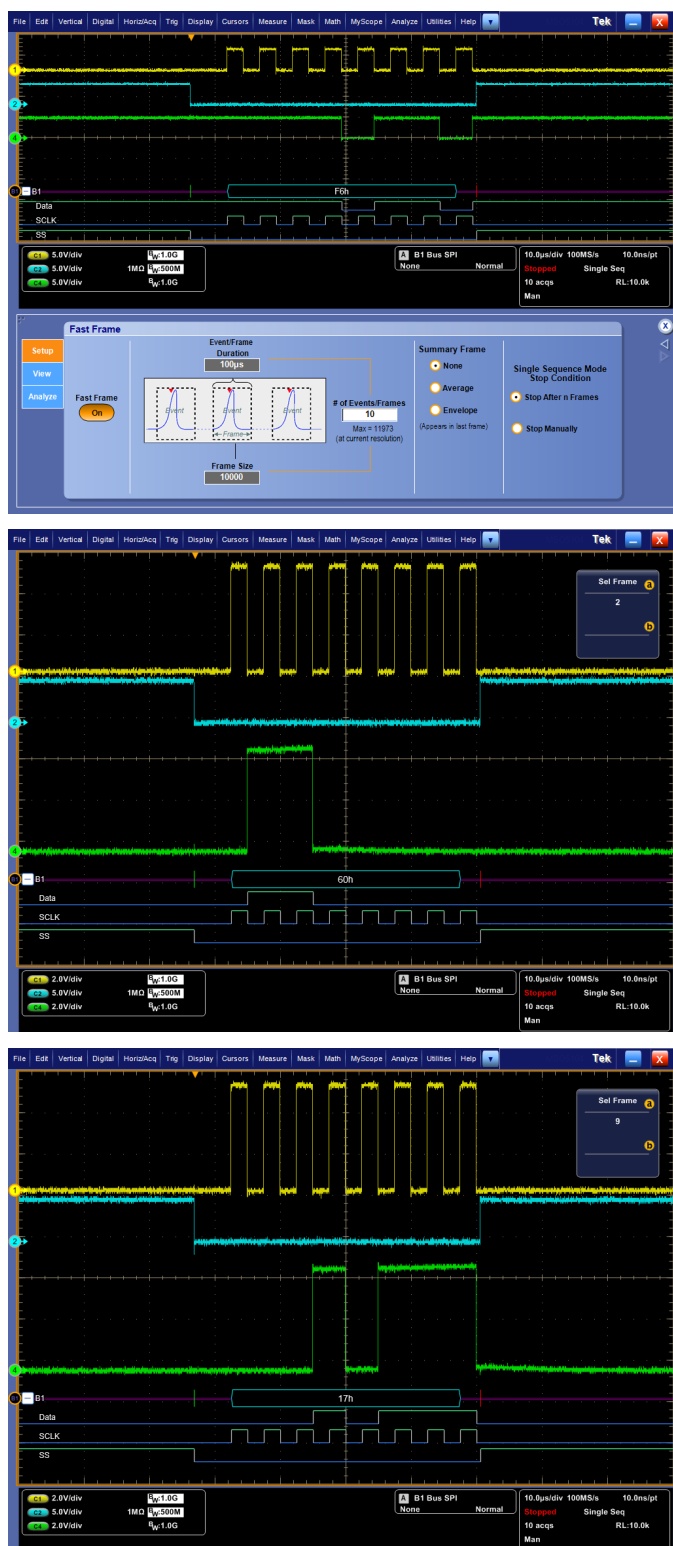 File Edit Vertical Digital Horiz/Acq Trig Display Cursors Measure Mask Math MyScope Analyze Utilities Help Tek X
1
2
4
B1 B1 F6h
Data
SCLK
SS
C1 5.0V/div BW:1.0G
C2 5.0V/div 1MΩ BW:500M
C4 5.0V/div BW:1.0G
A B1 Bus SPI
None Normal
10.0µs/div 100MS/s 10.0ns/pt
Stopped Single Seq
10 acqs RL:10.0k
Man
Fast Frame
X
Setup
View
Analyze
Fast Frame
On
Event/Frame
Duration
100µs
Event Event Event
Frame
Frame Size
10000
# of Events/Frames
10
Max = 11973
(at current resolution)
Summary Frame
None
Average
Envelope
(Appears in last frame)
Single Sequence Mode
Stop Condition
Stop After n Frames
Stop Manually
File Edit Vertical Digital Horiz/Acq Trig Display Cursors Measure Mask Math MyScope Analyze Utilities Help Tek X
Sel Frame a
2
b
1
2
4
B1 B1 60h
Data
SCLK
SS
C1 2.0V/div BW:1.0G
C2 5.0V/div 1MΩ BW:500M
C4 2.0V/div BW:1.0G
A B1 Bus SPI
None Normal
10.0µs/div 100MS/s 10.0ns/pt
Stopped Single Seq
10 acqs RL:10.0k
Man
File Edit Vertical Digital Horiz/Acq Trig Display Cursors Measure Mask Math MyScope Analyze Utilities Help Tek X
Sel Frame a
9
b
1
2
4
B1 B1 17h
Data
SCLK
SS
C1 2.0V/div BW:1.0G
C2 5.0V/div 1MΩ BW:500M
C4 2.0V/div BW:1.0G
A B1 Bus SPI
None Normal
10.0µs/div 100MS/s 10.0ns/pt
Stopped Single Seq
10 acqs RL:10.0k
Man